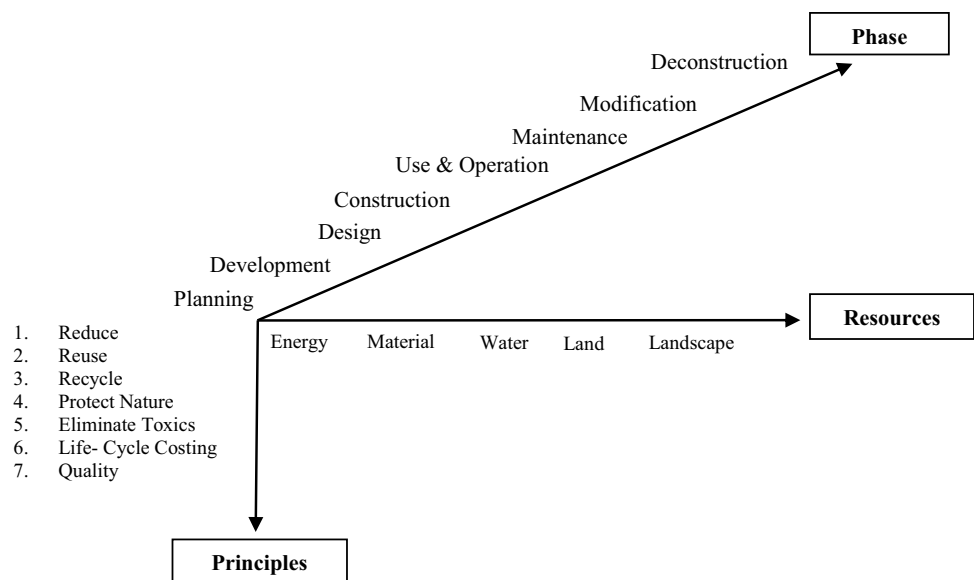 Phase
Deconstruction
Modification
Maintenance
Use & Operation
Construction
Design
Development
Planning
Resources
Energy Material Water Land Landscape
1. Reduce
2. Reuse
3. Recycle
4. Protect Nature
5. Eliminate Toxics
6. Life- Cycle Costing
7. Quality
Principles